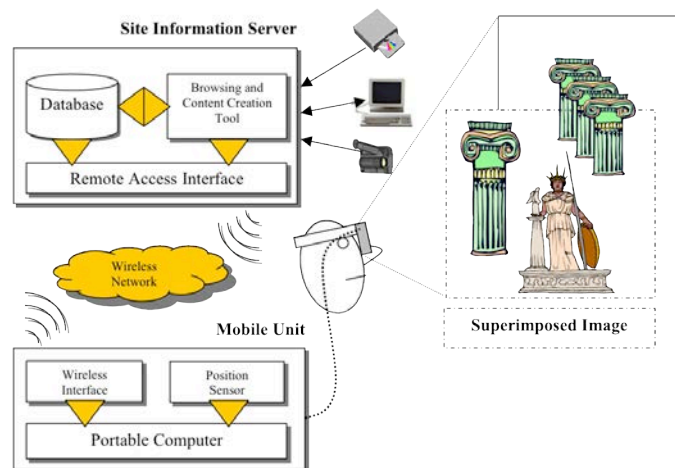 Site Information Server
Database
Browsing and
Content Creation
Tool
Remote Access Interface
Wireless
Network
Mobile Unit
Wireless
Interface
Position
Sensor
Portable Computer
Superimposed Image